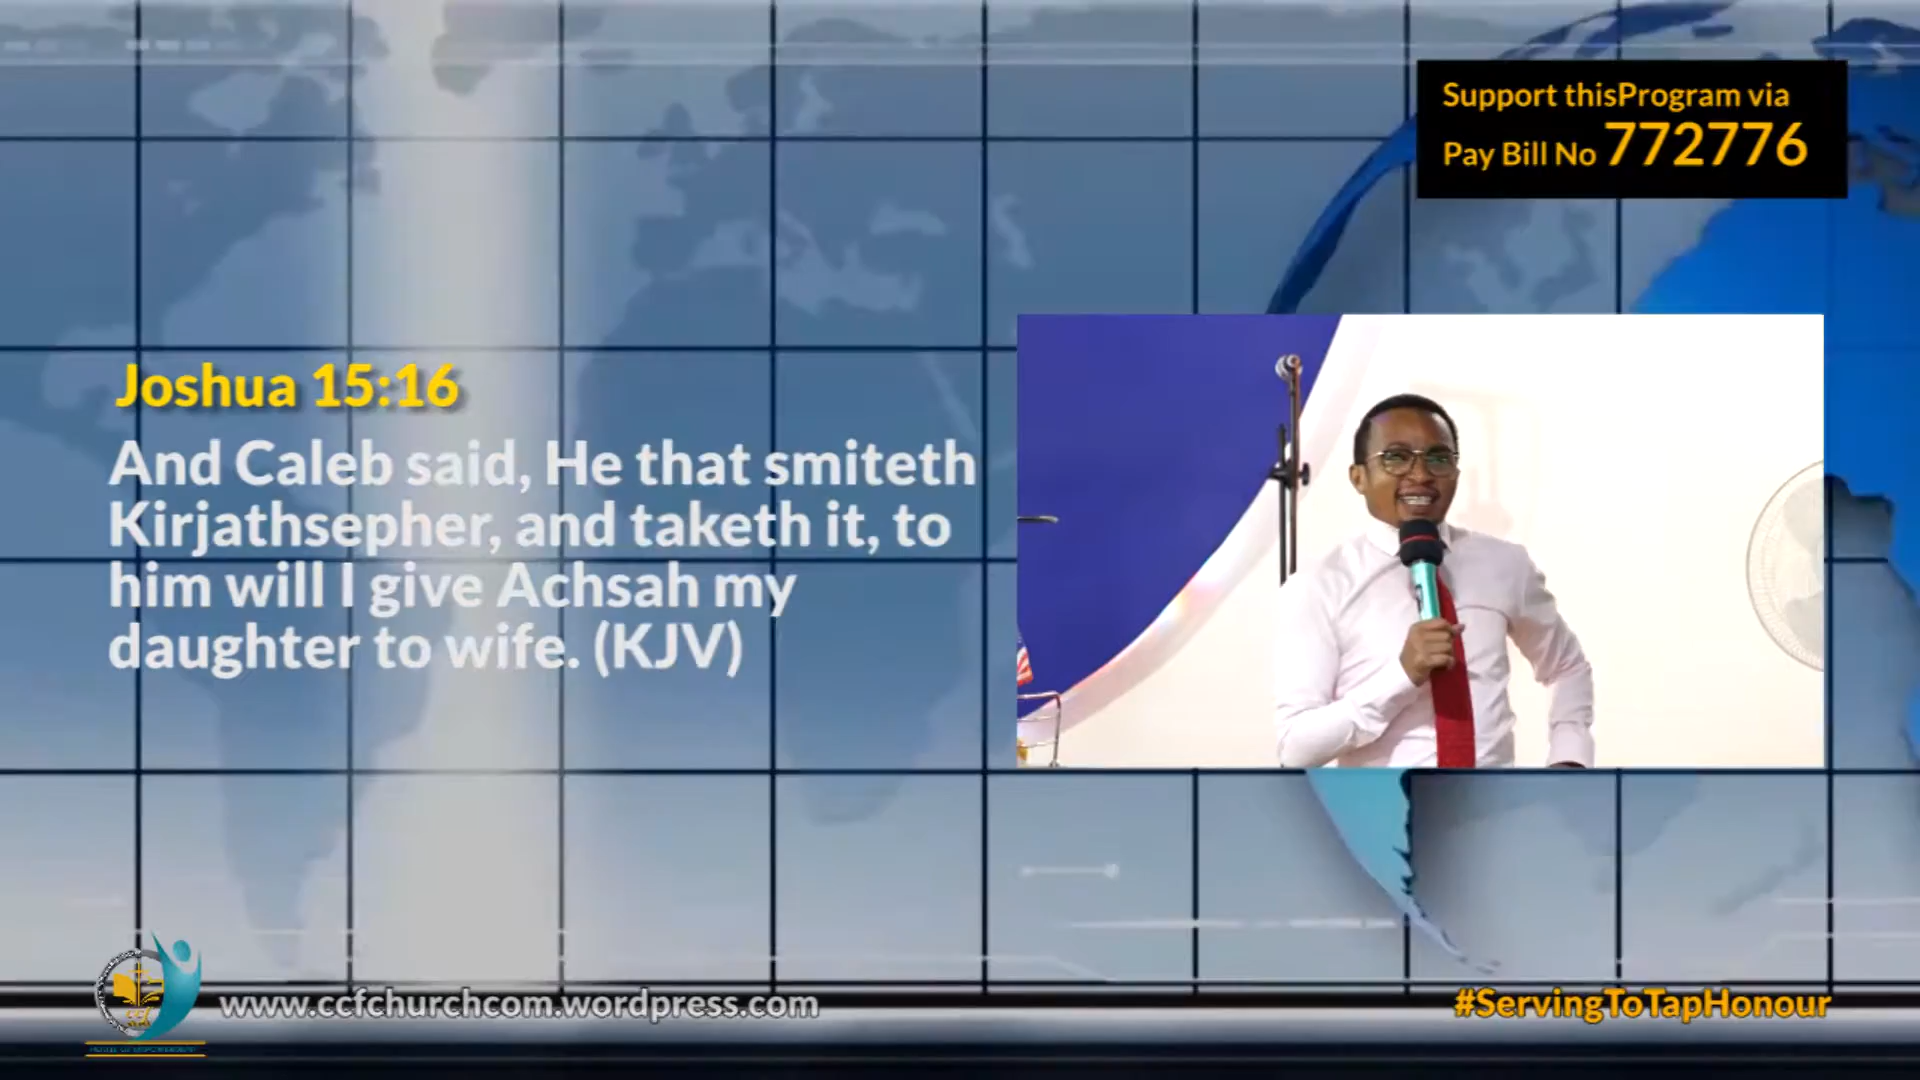 Support thisProgram via
Pay Bill No 772776
Joshua 15:16
And Caleb said, He that smiteth
Kirjathsepher, and taketh it, to
him will I give Achsah my
daughter to wife. (KJV)
www.ccfchurchcom.wordpress.com
#ServingToTapHonour